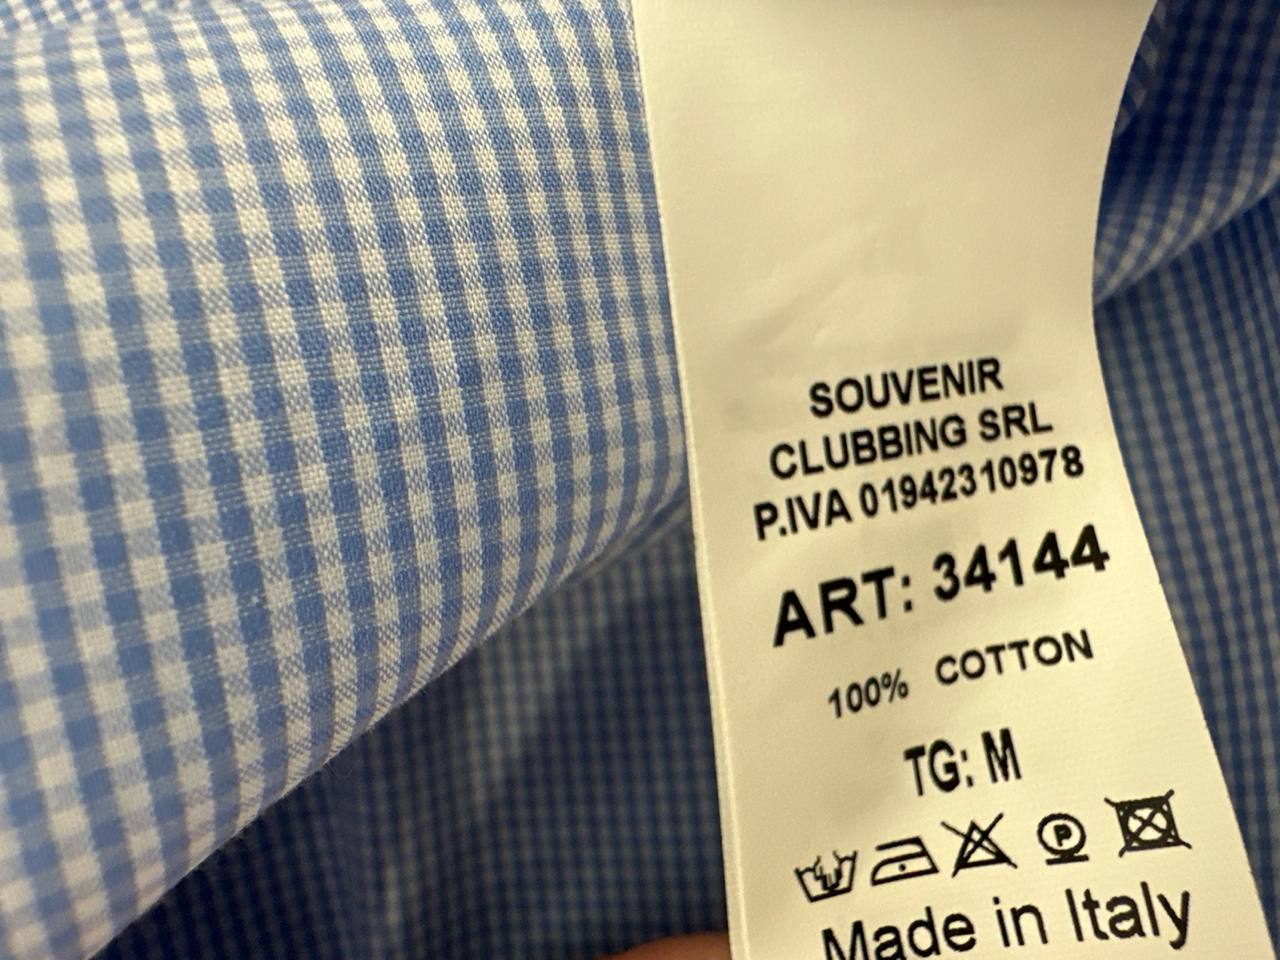 SOUVENIR
CLUBBING SRL
P.IVA 01942310978
ART: 34144
100% COTTON
TG: M
P
Made in Italy